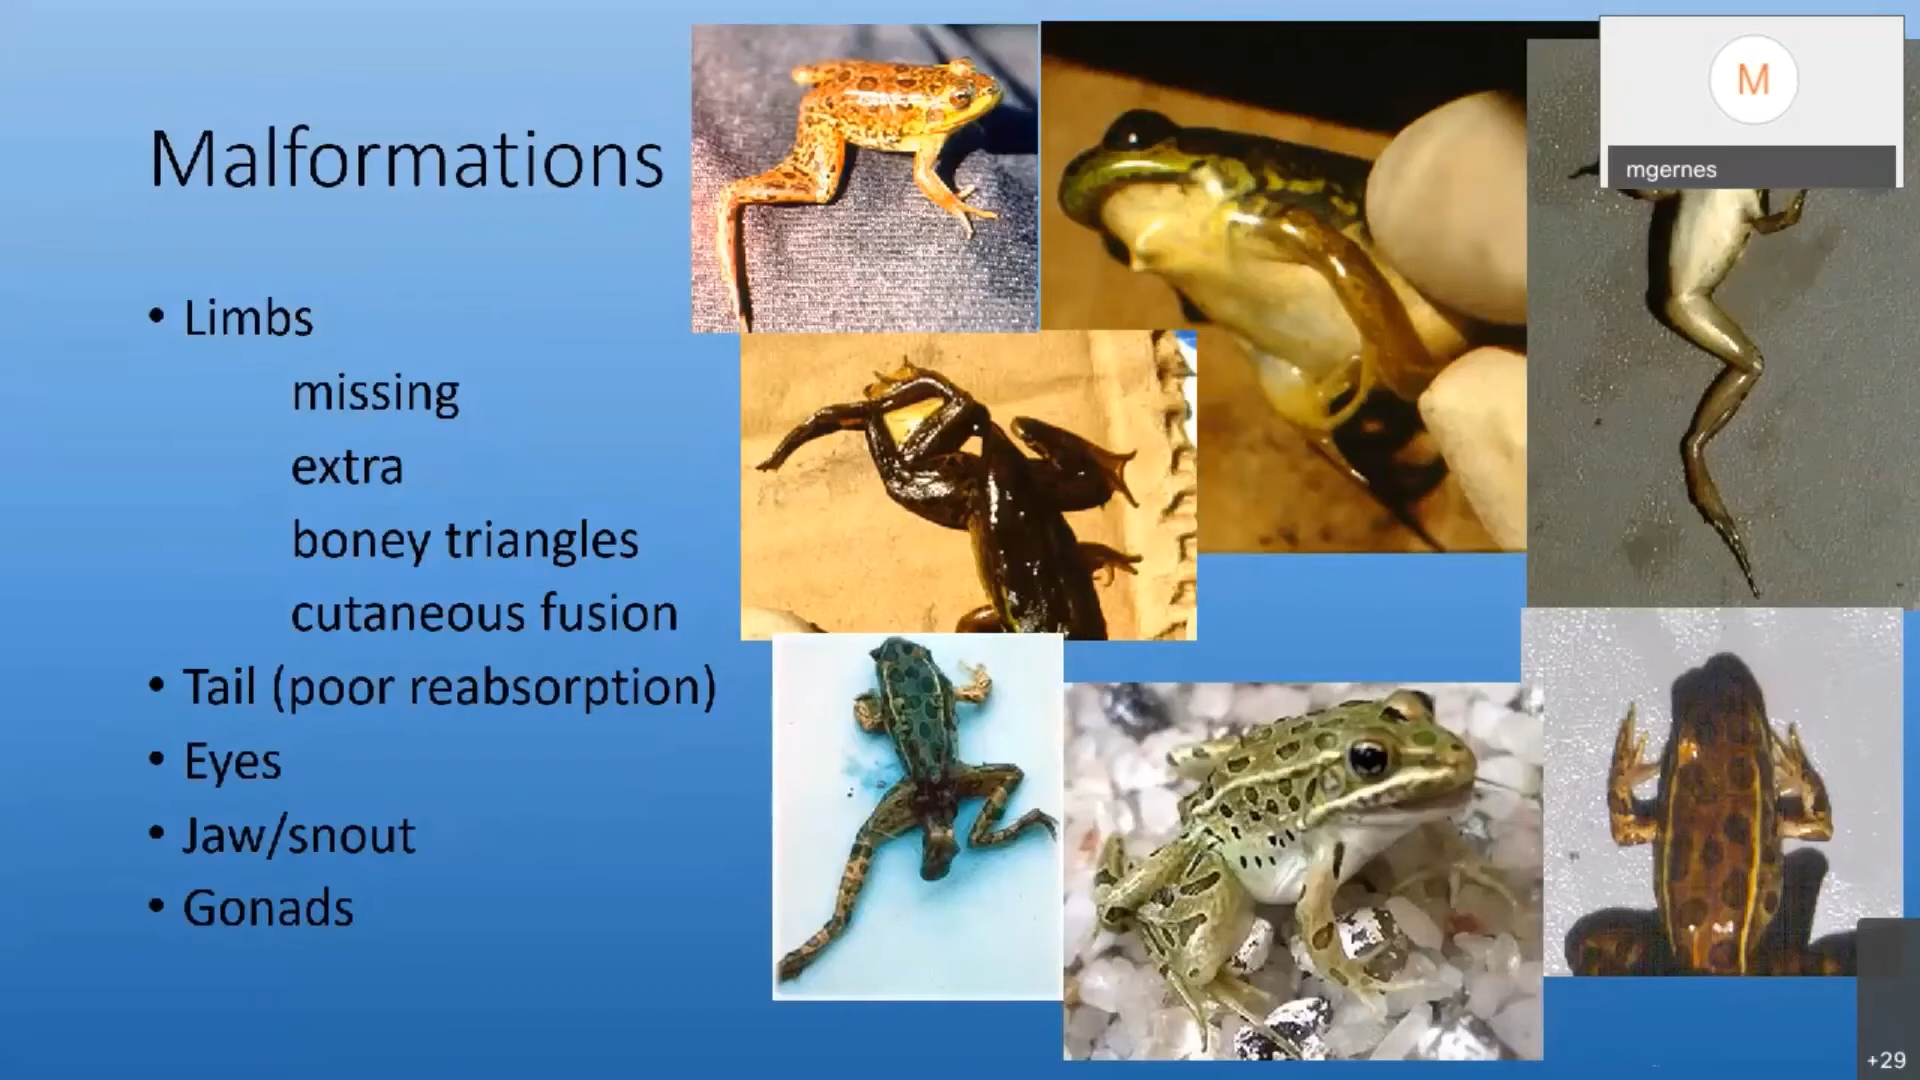 Malformations
• Limbs
missing
extra
boney triangles
cutaneous fusion
• Tail (poor reabsorption)
• Eyes
• Jaw/snout
• Gonads
M
mgernes
+29